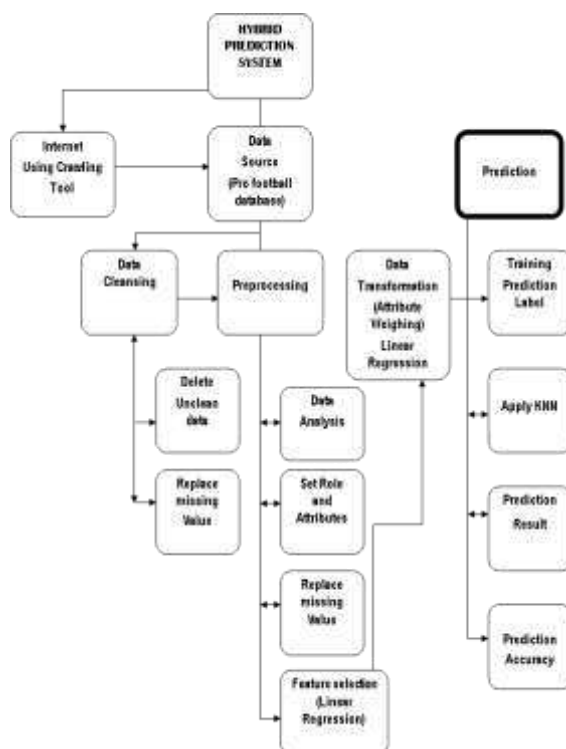 HYBRID
PREDICTION
SYSTEM
Internet
Using Crawling
Tool
Data
Source
(Pro football
database)
Prediction
Data
Cleansing
Preprocessing
Data
Transformation
(Attribute
Weighing)
Linear
Regression
Training
Prediction
Label
Delete
Unclean
data
Data
Analysis
Apply KNN
Replace
missing
Value
Set Role
and
Attributes
Prediction
Result
Replace
missing
Value
Prediction
Accuracy
Feature selection
(Linear
Regression)